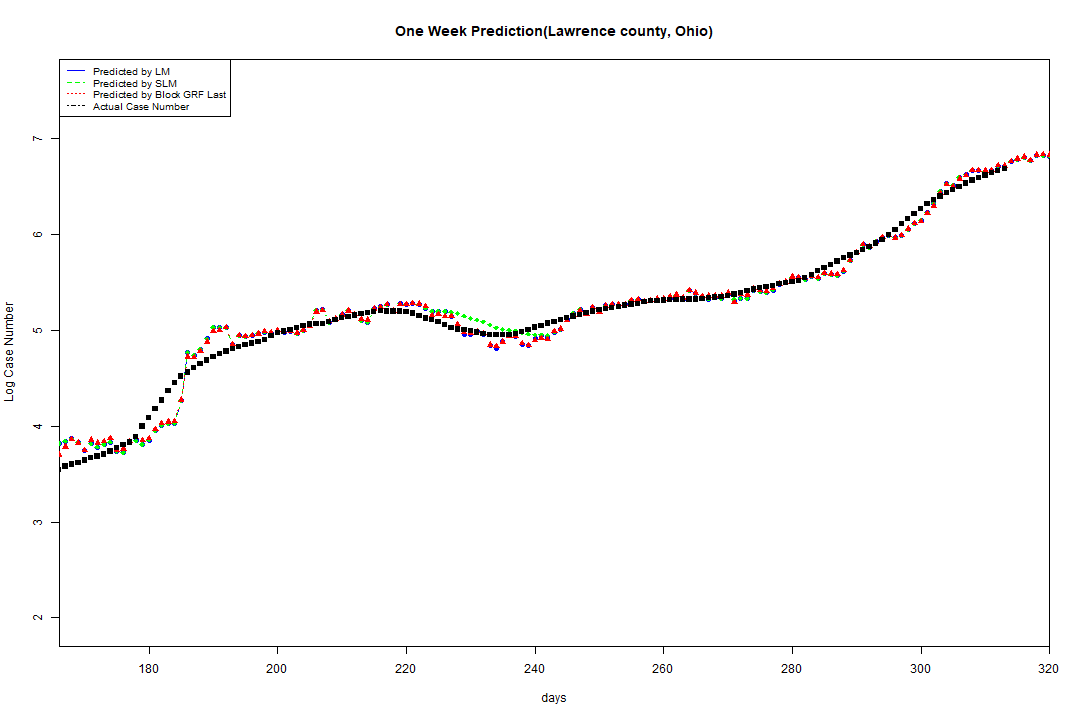 One Week Prediction(Lawrence county, Ohio)
Predicted by LM
Predicted by SLM
Predicted by Block GRF Last
Actual Case Number
Log Case Number
7
6
5
4
3
2
180 200 220 240 260 280 300 320
days